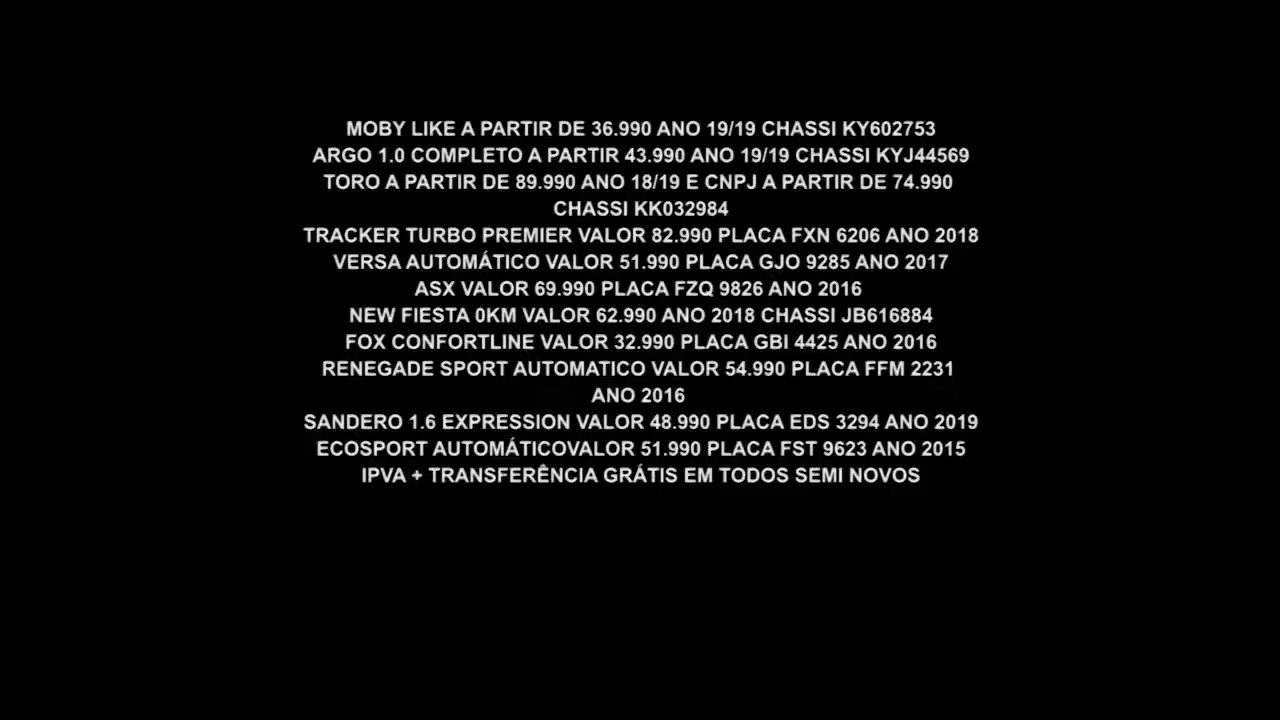 MOBY LIKE A PARTIR DE 36.990 ANO 19/19 CHASSI KY602753
ARGO 1.0 COMPLETO A PARTIR 43.990 ANO 19/19 CHASSI KYJ44569
TORO A PARTIR DE 89.990 ANO 18/19 E CNPJ A PARTIR DE 74.990
CHASSI KK032984
TRACKER TURBO PREMIER VALOR 82.990 PLACA FXN 6206 ANO 2018
VERSA AUTOMÁTICO VALOR 51.990 PLACA GJO 9285 ANO 2017
ASX VALOR 69.990 PLACA FZQ 9826 ANO 2016
NEW FIESTA 0KM VALOR 62.990 ANO 2018 CHASSI JB616884
FOX CONFORTLINE VALOR 32.990 PLACA GBI 4425 ANO 2016
RENEGADE SPORT AUTOMATICO VALOR 54.990 PLACA FFM 2231
ANO 2016
SANDERO 1.6 EXPRESSION VALOR 48.990 PLACA EDS 3294 ANO 2019
ECOSPORT AUTOMÁTICOVALOR 51.990 PLACA FST 9623 ANO 2015
IPVA + TRANSFERÊNCIA GRÁTIS EM TODOS SEMI NOVOS